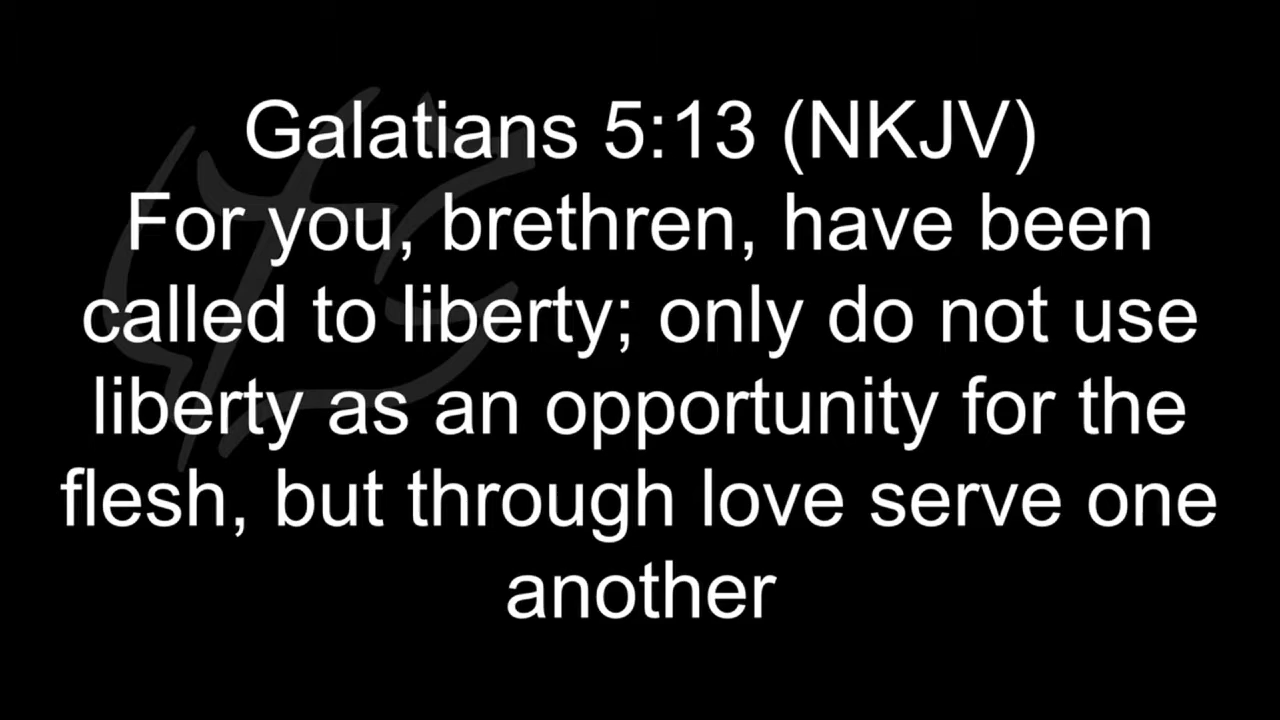 Galatians 5:13 (NKJV)
For you, brethren, have been
called to liberty; only do not use
liberty as an opportunity for the
flesh, but through love serve one
another